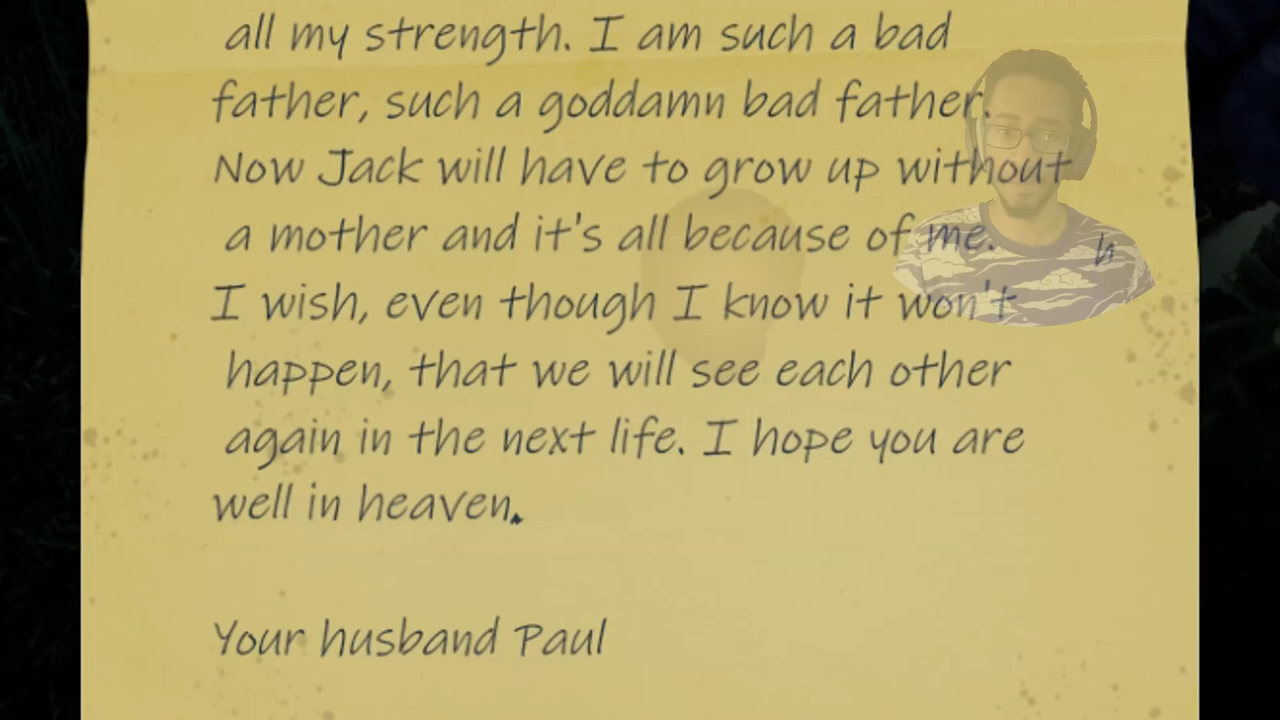 all my strength. I am such a bad
father, such a goddamn bad father.
Now Jack will have to grow up without
a mother and it's all because of me.
I wish, even though I know it won't
happen, that we will see each other
again in the next life. I hope you are
well in heaven.
Your husband Paul